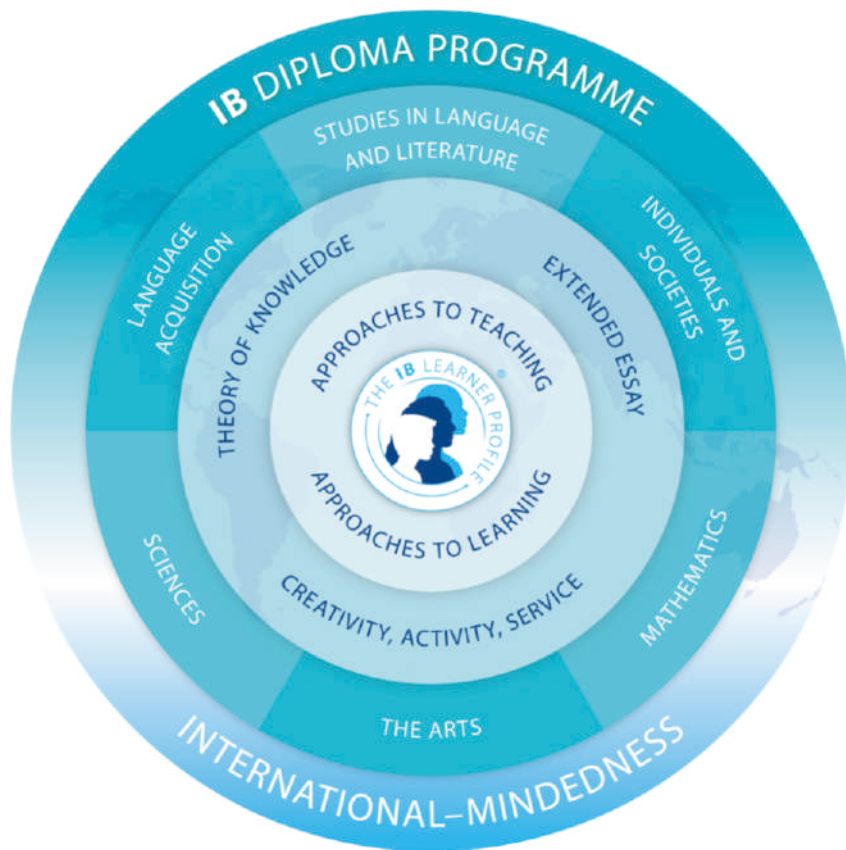 IB DIPLOMA PROGRAMME
STUDIES IN LANGUAGE
AND LITERATURE
LANGUAGE
ACQUISITION
INDIVIDUALS AND
SOCIETIES
THEORY OF KNOWLEDGE
EXTENDED ESSAY
APPROACHES TO TEACHING
THE IB LEARNER PROFILE ®
APPROACHES TO LEARNING
CREATIVITY, ACTIVITY, SERVICE
SCIENCES
MATHEMATICS
THE ARTS
INTERNATIONAL–MINDEDNESS